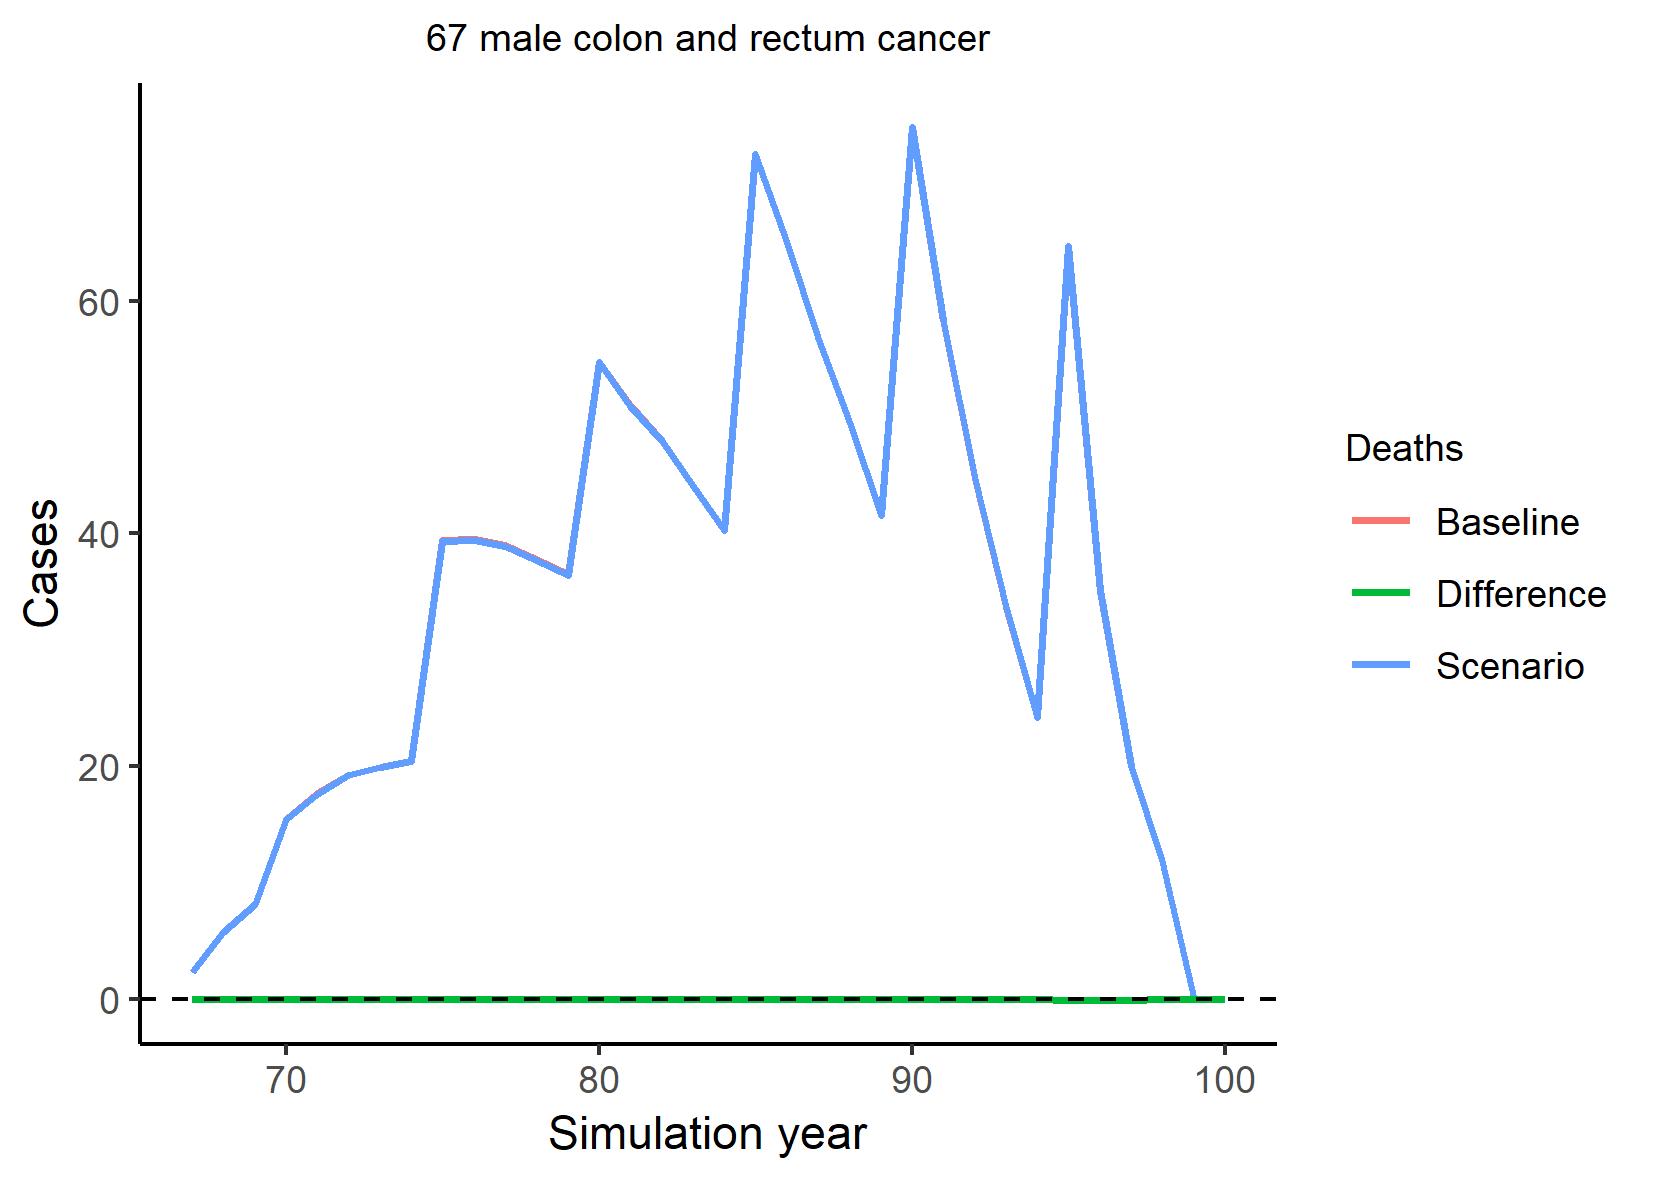 67 male colon and rectum cancer
Cases
60
40
20
0
70 80 90 100
Simulation year
Deaths
Baseline
Difference
Scenario